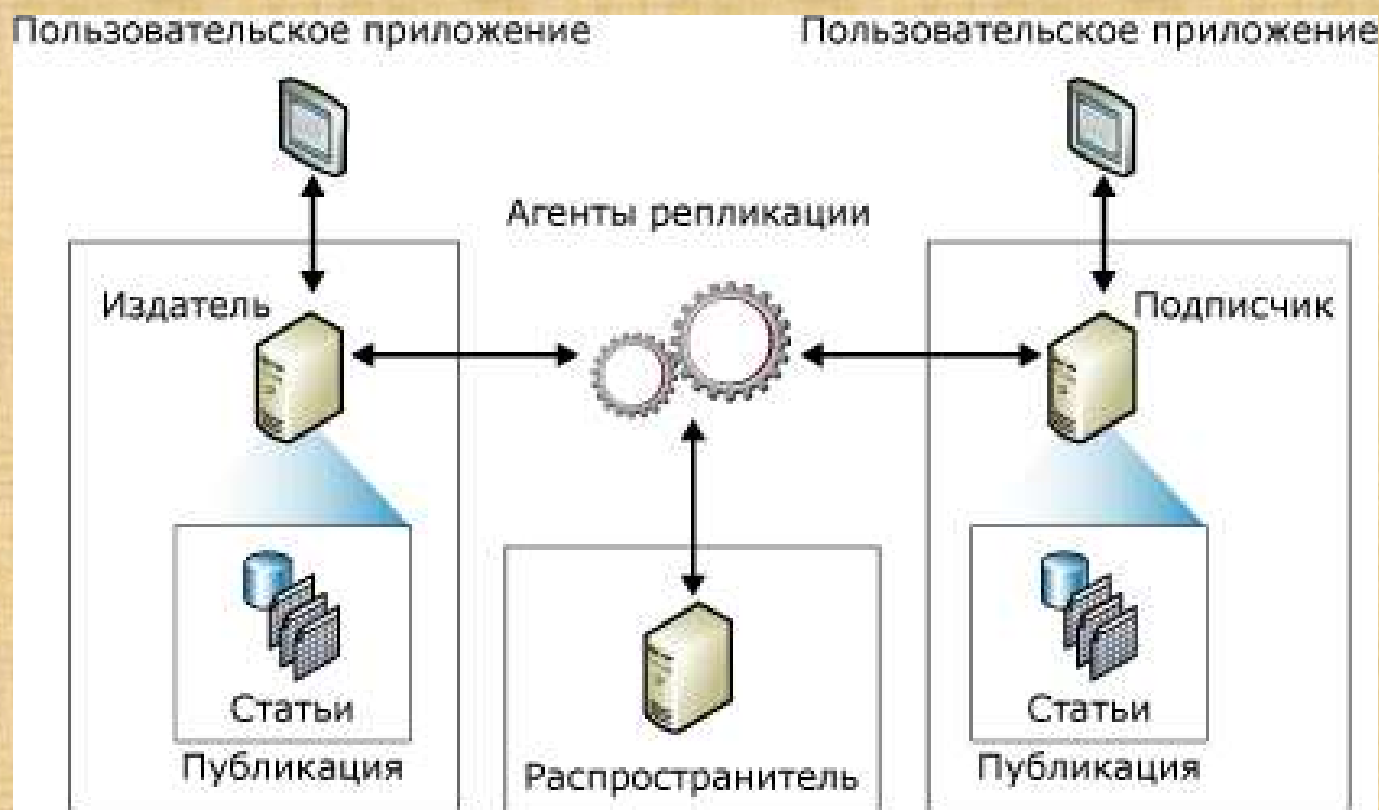 Пользовательское приложение
Пользовательское приложение
Агенты репликации
Издатель
Подписчик
Статьи
Статьи
Публикация
Распространитель
Публикация